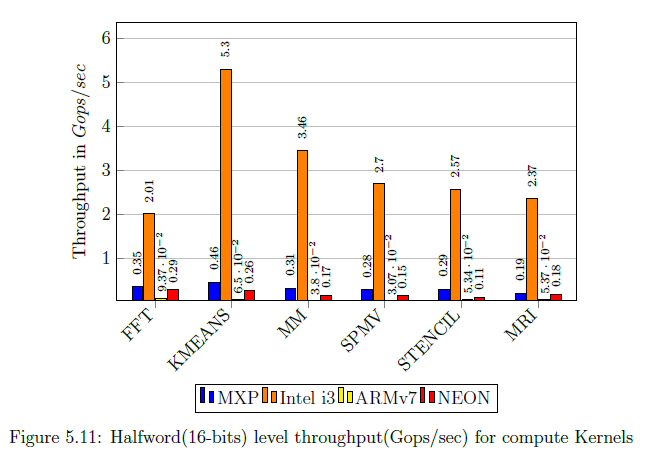 Throughput in Gops/sec
6
5
4
3
2
1
0.35
2.01
9.37 · 10⁻²
0.29
0.46
5.3
6.5 · 10⁻²
0.26
0.31
3.46
3.8 · 10⁻²
0.17
0.28
2.7
3.07 · 10⁻²
0.15
0.29
2.57
5.34 · 10⁻²
0.11
0.19
2.37
5.37 · 10⁻²
0.18
FFT
KMEANS
MM
SPMV
STENCIL
MRI
MXP Intel i3 ARMv7 NEON
Figure 5.11: Halfword(16-bits) level throughput(Gops/sec) for compute Kernels